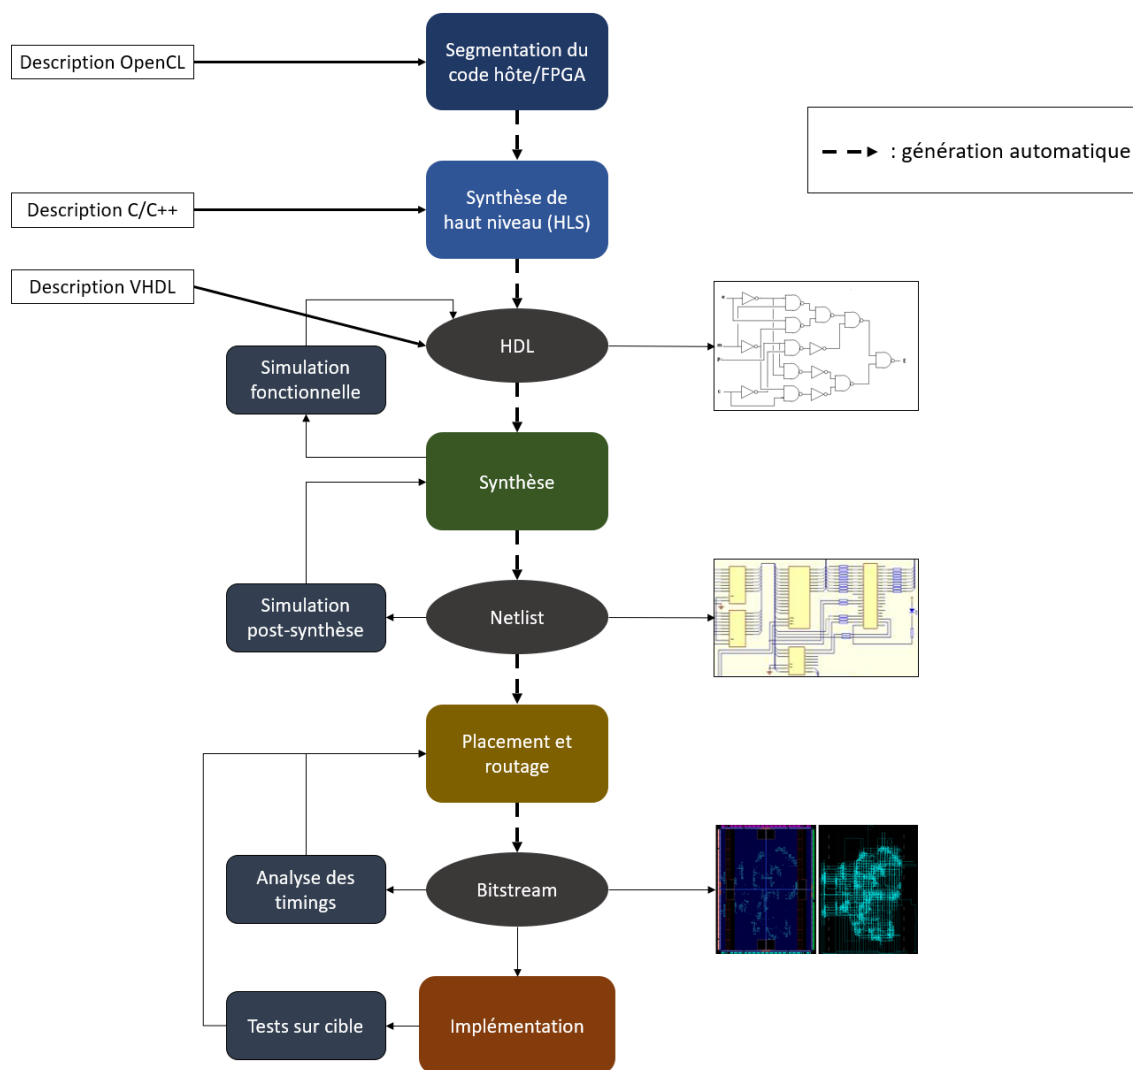 Segmentation du
code hôte/FPGA
Description OpenCL
: génération automatique
Synthèse de
haut niveau (HLS)
Description C/C++
Description VHDL
HDL
Simulation
fonctionnelle
Synthèse
Simulation
post-synthèse
Netlist
Placement et
routage
Analyse des
timings
Bitstream
Tests sur cible
Implémentation